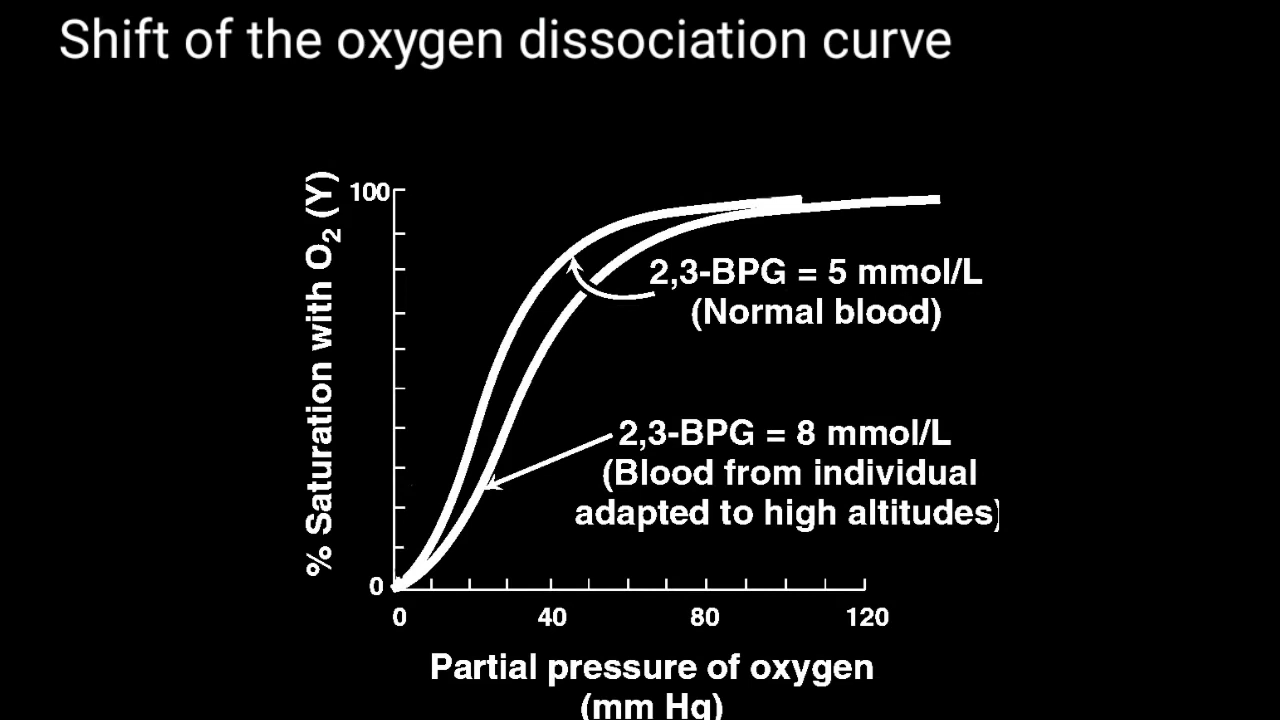 Shift of the oxygen dissociation curve
% Saturation with O₂ (Y)
100
2,3-BPG = 5 mmol/L
(Normal blood)
2,3-BPG = 8 mmol/L
(Blood from individual
adapted to high altitudes)
0
0 40 80 120
Partial pressure of oxygen
(mm Hg)